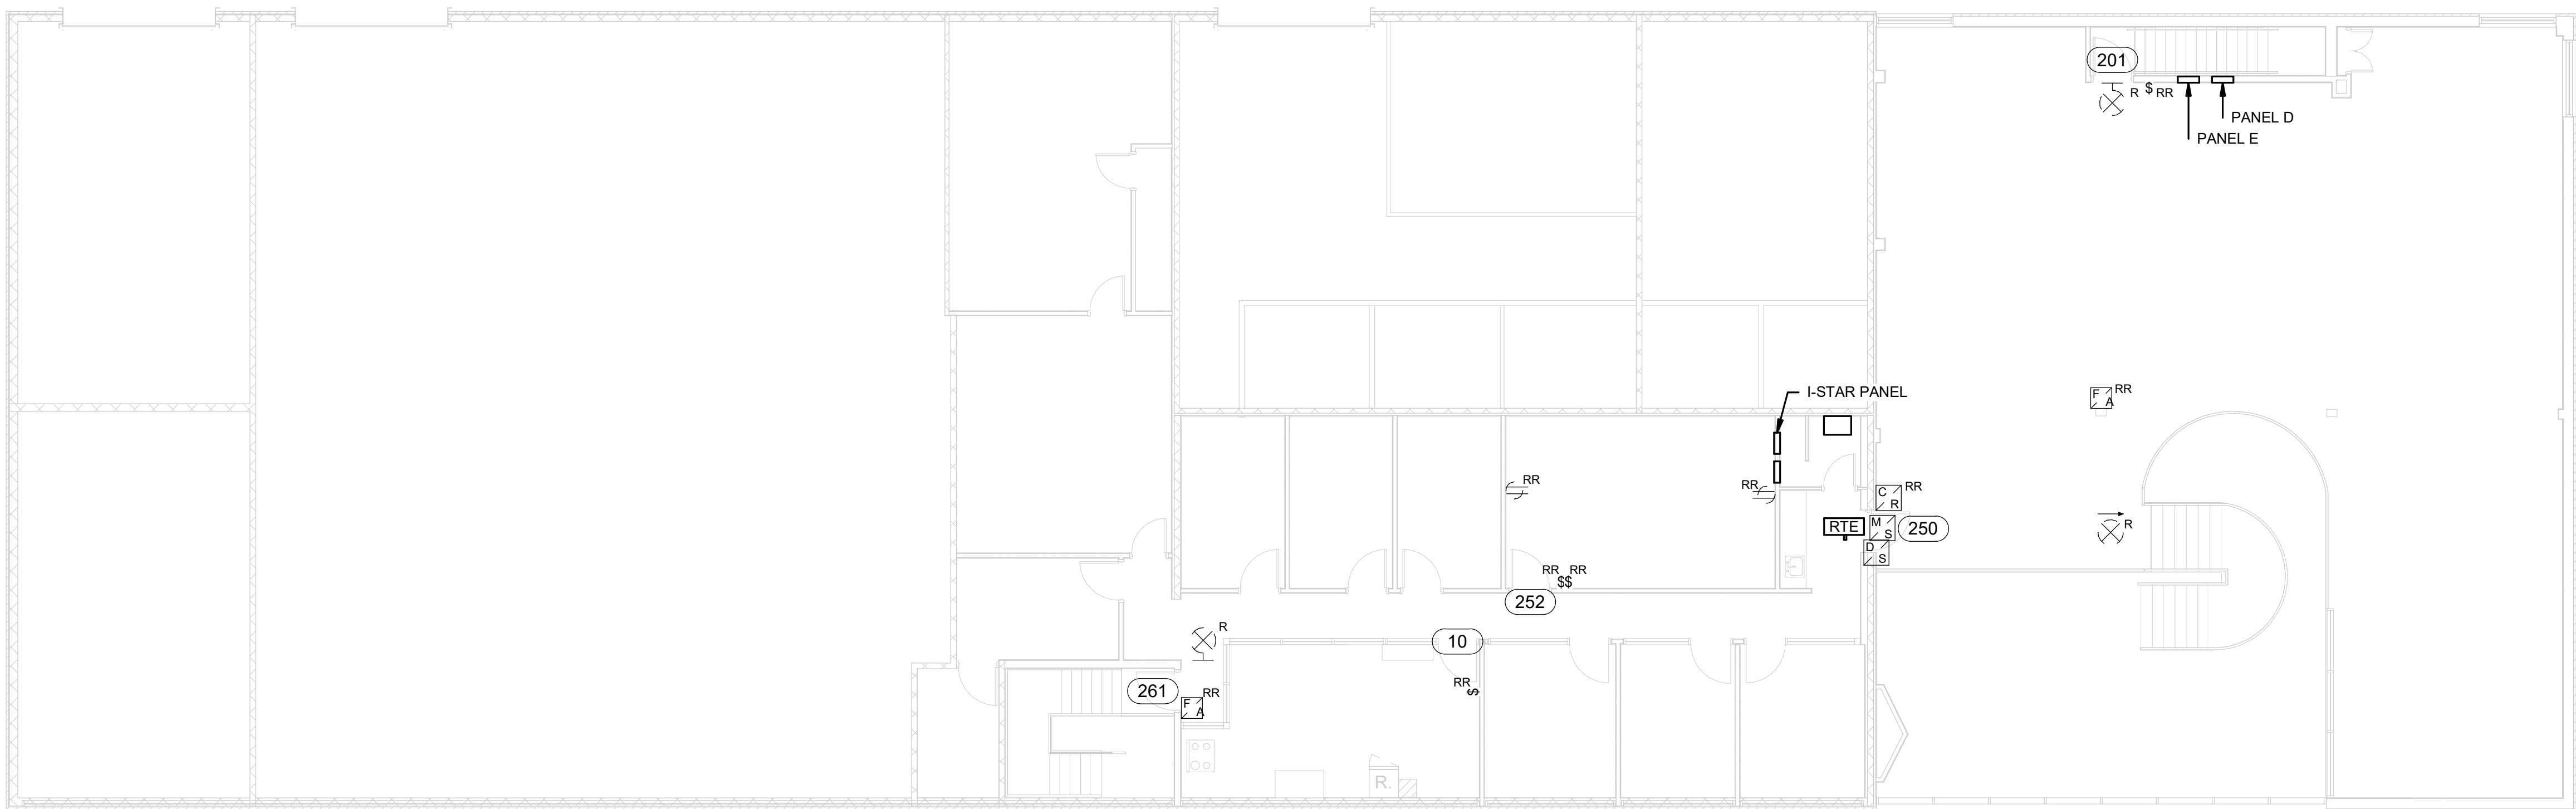 201
R $ RR
PANEL D
PANEL E
F A RR
I-STAR PANEL
RR
RR
C R RR
R
RTE
M S
250
D S
RR RR
$$
252
R
10
RR
$
261
F A RR
R.